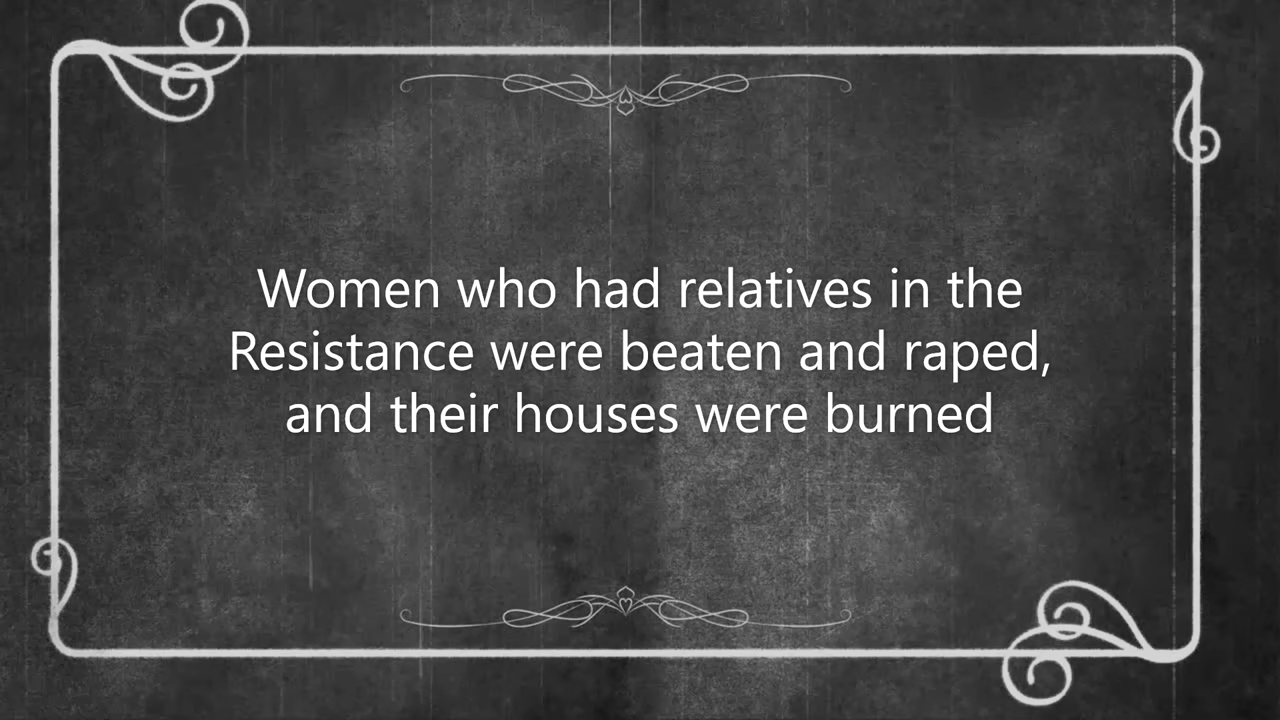 Women who had relatives in the
Resistance were beaten and raped,
and their houses were burned